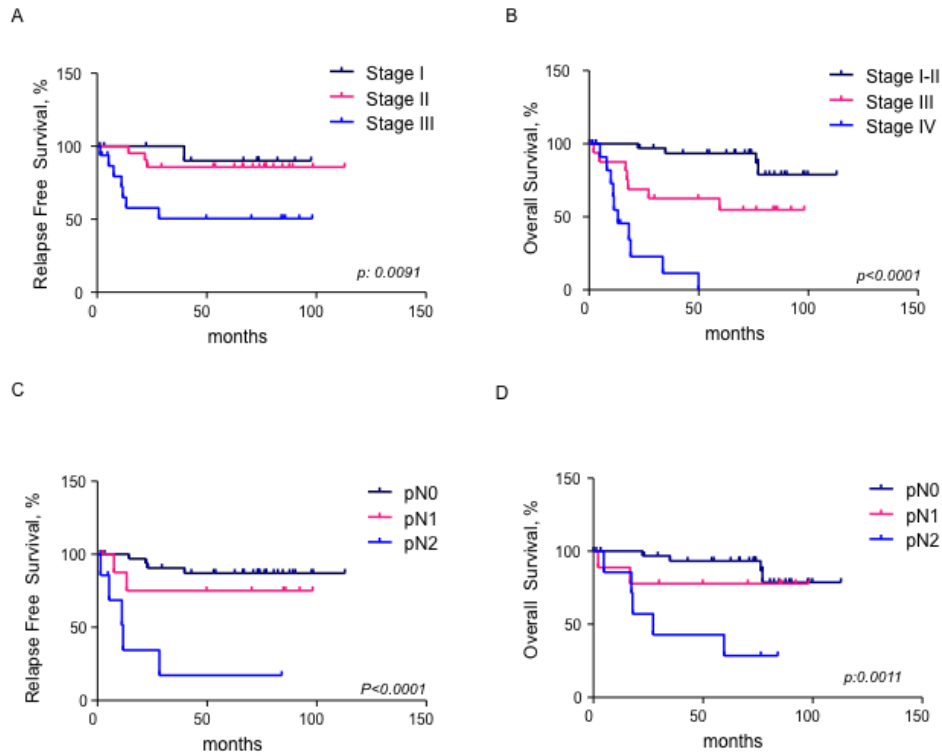 A
Relapse Free Survival, %
150
100
50
0
Stage I
Stage II
Stage III
p: 0.0091
0
50
100
150
months
B
Overall Survival, %
150
100
50
0
Stage I-II
Stage III
Stage IV
p<0.0001
0
50
100
150
months
C
Relapse Free Survival, %
150
100
50
0
pN0
pN1
pN2
P<0.0001
0
50
100
150
months
D
Overall Survival, %
150
100
50
0
pN0
pN1
pN2
p:0.0011
0
50
100
150
months